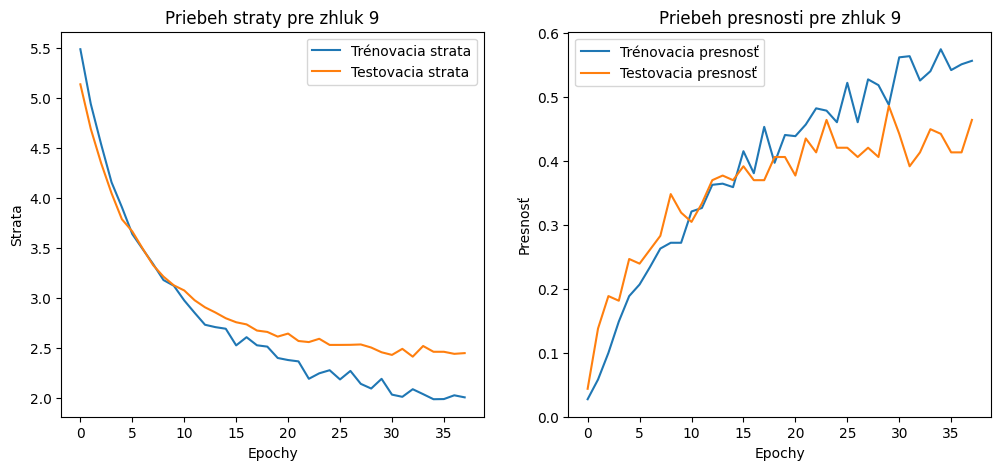 Priebeh straty pre zhluk 9
5.5
5.0
4.5
4.0
3.5
3.0
2.5
2.0
Strata
Trénovacia strata
Testovacia strata
0 5 10 15 20 25 30 35
Epochy
Priebeh presnosti pre zhluk 9
0.6
0.5
0.4
0.3
0.2
0.1
0.0
Presnosť
Trénovacia presnosť
Testovacia presnosť
0 5 10 15 20 25 30 35
Epochy